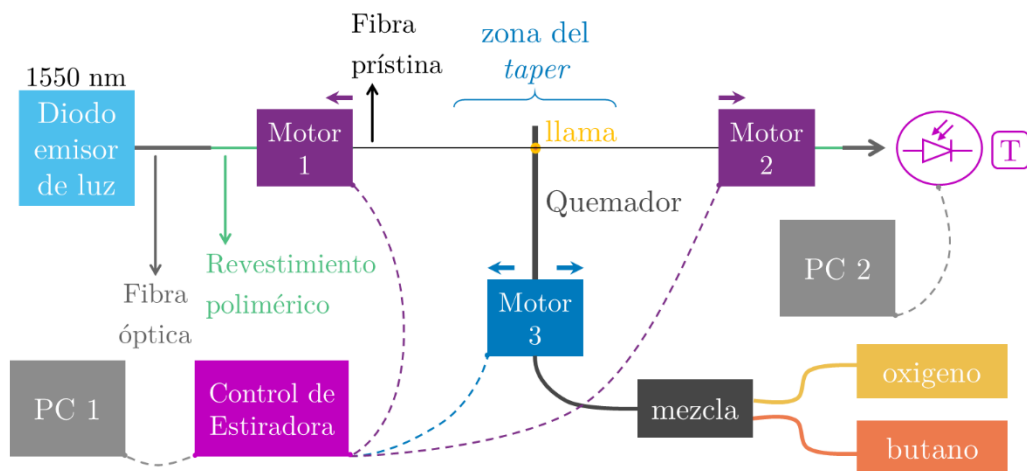 1550 nm
Diodo
emisor
de luz
Fibra
óptica
Revestimiento
polimérico
Motor
1
Fibra
prístina
zona del
taper
llama
Quemador
Motor
2
T
Motor
3
PC 2
PC 1
Control de
Estiradora
mezcla
oxigeno
butano